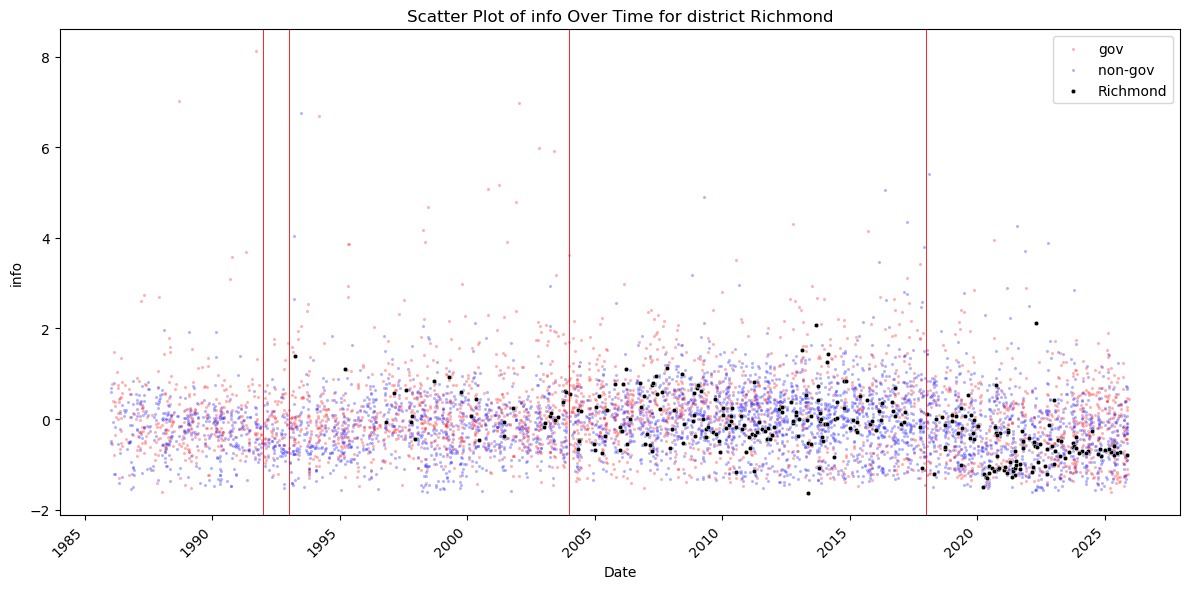 Scatter Plot of info Over Time for district Richmond
gov
non-gov
Richmond
info
8
6
4
2
0
−2
1985
1990
1995
2000
2005
2010
2015
2020
2025
Date